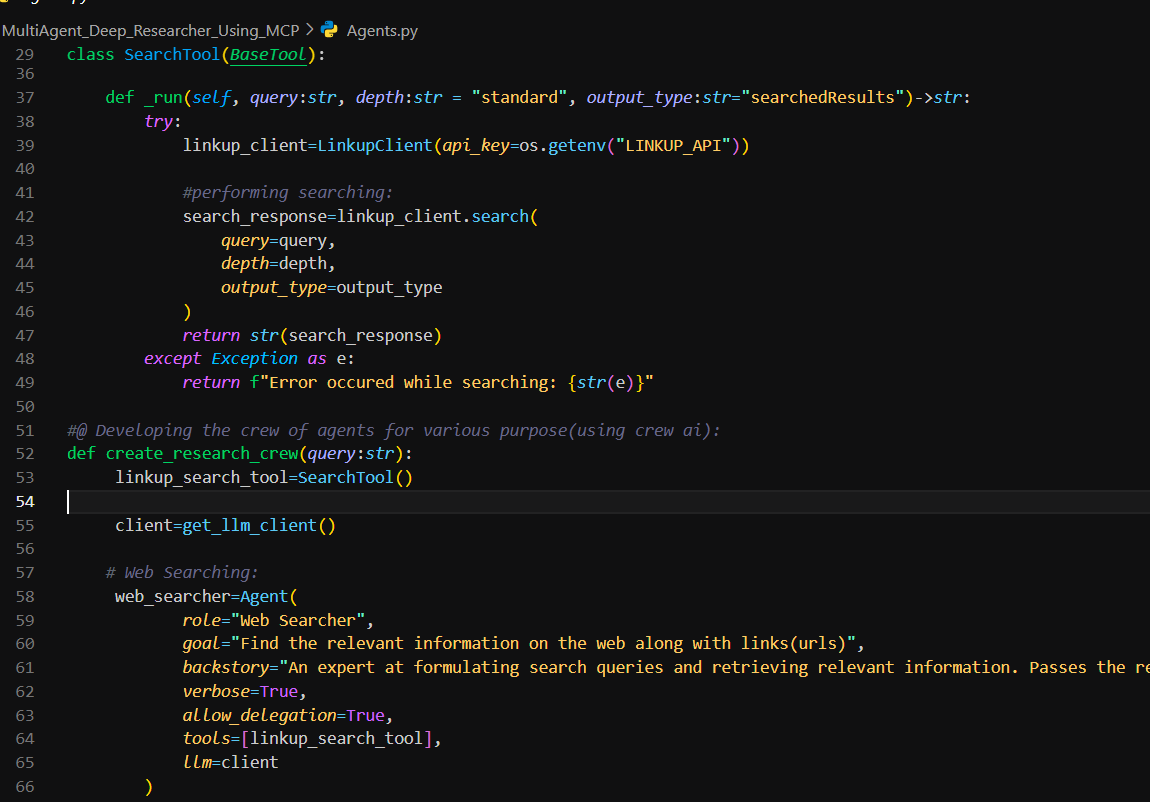 MultiAgent_Deep_Researcher_Using_MCP > Agents.py
29 class SearchTool(BaseTool):
36
37     def _run(self, query:str, depth:str = "standard", output_type:str="searchedResults")->str:
38         try:
39             linkup_client=LinkupClient(api_key=os.getenv("LINKUP_API"))
40
41             #performing searching:
42             search_response=linkup_client.search(
43                 query=query,
44                 depth=depth,
45                 output_type=output_type
46             )
47             return str(search_response)
48         except Exception as e:
49             return f"Error occured while searching: {str(e)}"
50
51 #@ Developing the crew of agents for various purpose(using crew ai):
52 def create_research_crew(query:str):
53      linkup_search_tool=SearchTool()
54
55      client=get_llm_client()
56
57     # Web Searching:
58      web_searcher=Agent(
59             role="Web Searcher",
60             goal="Find the relevant information on the web along with links(urls)",
61             backstory="An expert at formulating search queries and retrieving relevant information. Passes the re
62             verbose=True,
63             allow_delegation=True,
64             tools=[linkup_search_tool],
65             llm=client
66         )